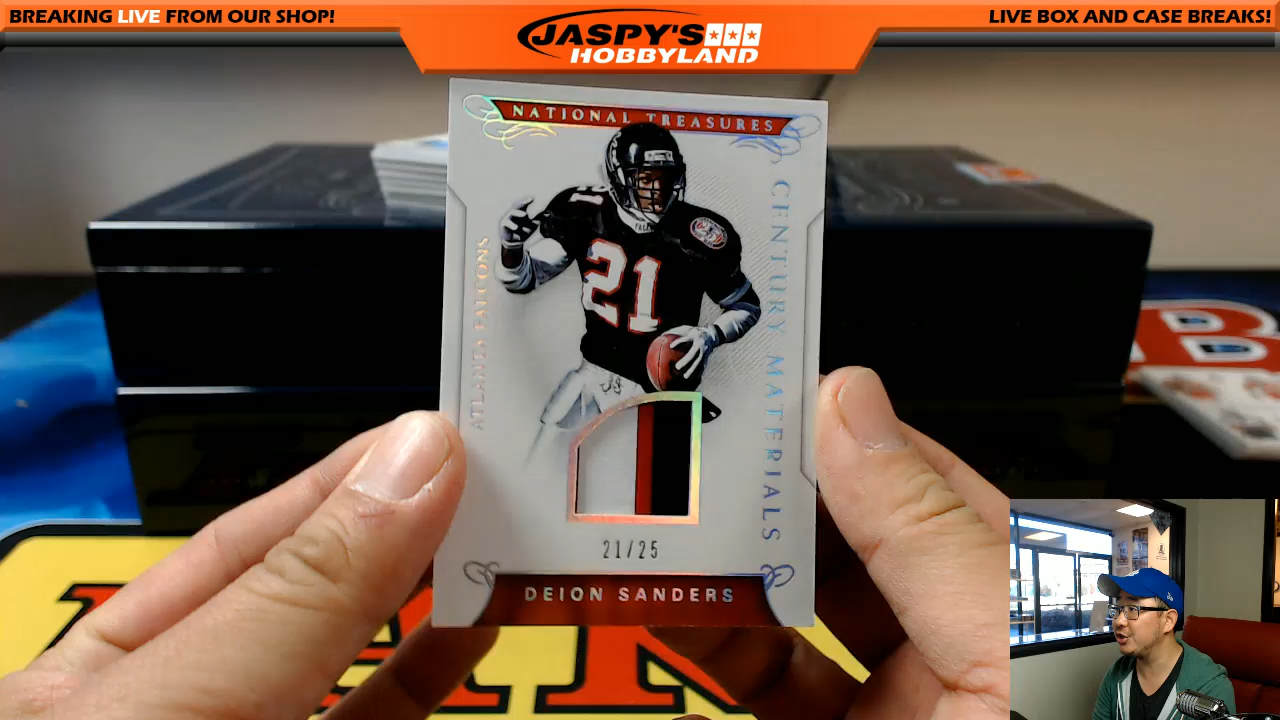 BREAKING LIVE FROM OUR SHOP!
JASPY'S
HOBBYLAND
LIVE BOX AND CASE BREAKS!
NATIONAL TREASURES
ATLANTA FALCONS
CENTURY MATERIALS
21
21
21/25
DEION SANDERS
B